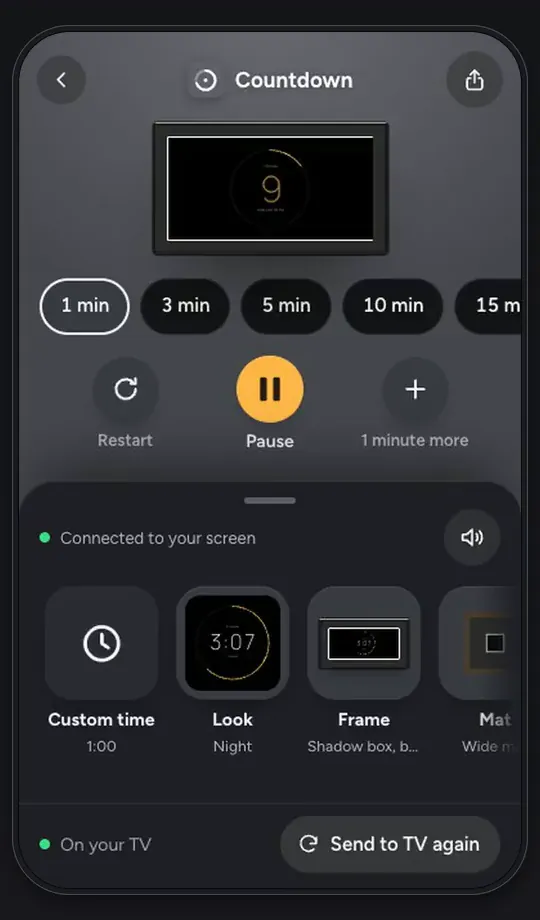 Countdown
9
1 min
3 min
5 min
10 min
15 m
Restart
Pause
1 minute more
Connected to your screen
3:07
Custom time
Look
Frame
Mat
1:00
Night
Shadow box, b...
Wide m
On your TV
Send to TV again